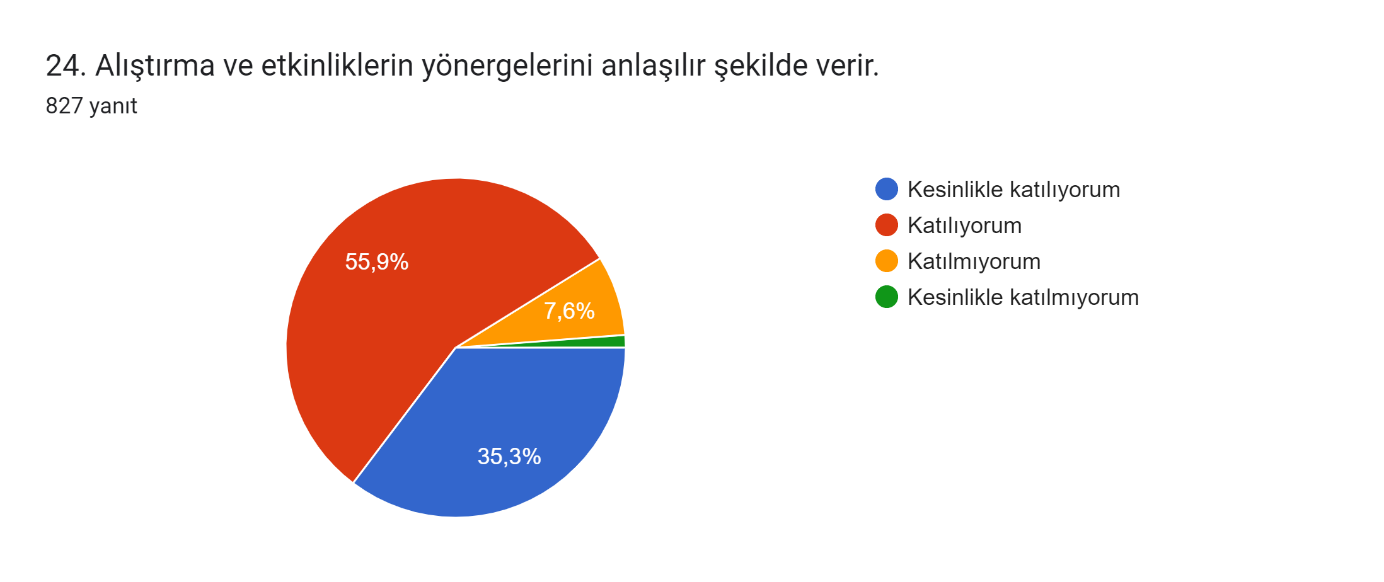 24. Alıştırma ve etkinliklerin yönergelerini anlaşılır şekilde verir.
827 yanıt
Kesinlikle katılıyorum
Katılıyorum
Katılmıyorum
Kesinlikle katılmıyorum
55,9%
7,6%
35,3%